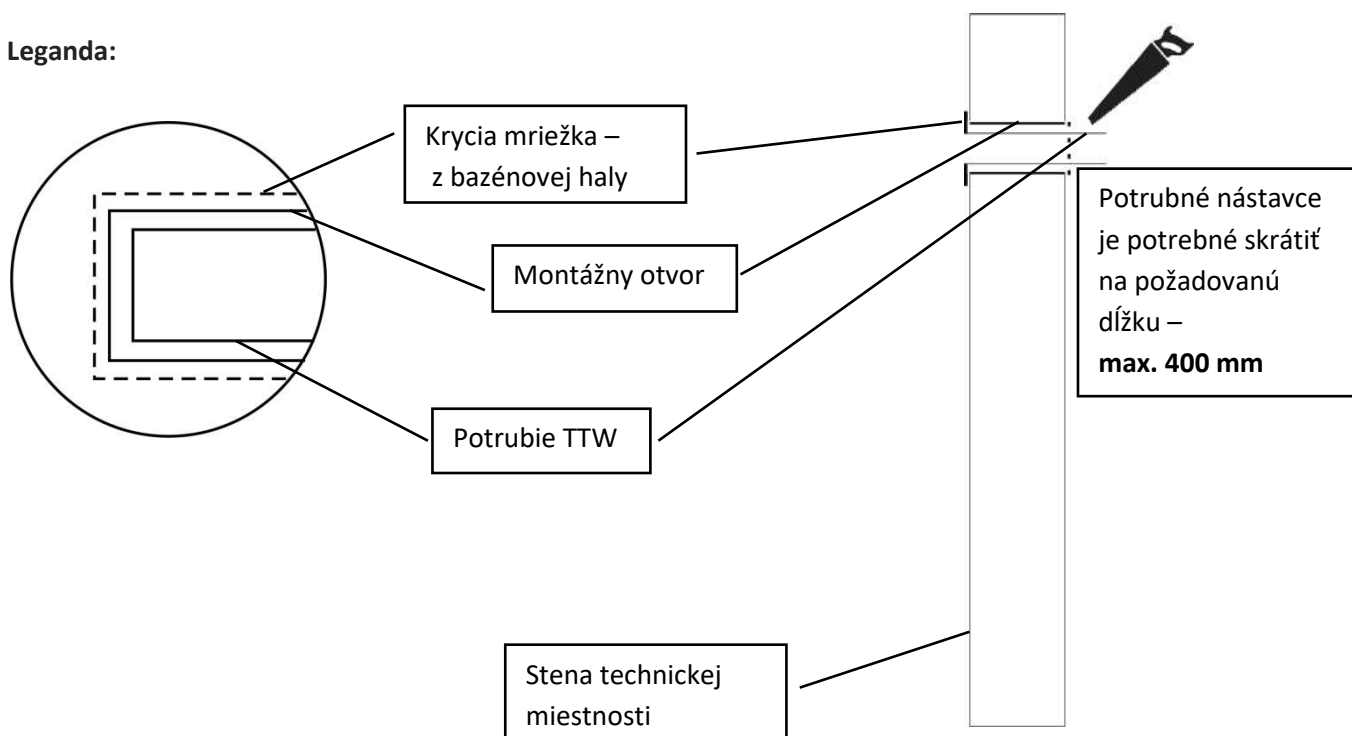 Leganda:
Krycia mriežka –
z bazénovej haly
Montážny otvor
Potrubie TTW
Stena technickej
miestnosti
Potrubné nástavce
je potrebné skrátiť
na požadovanú
dĺžku –
max. 400 mm